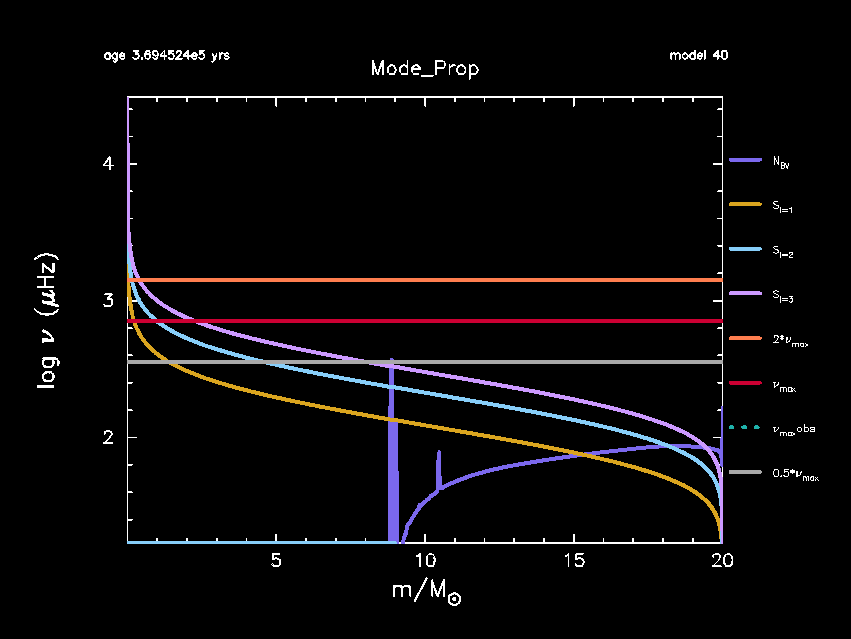 age 3.694524e5 yrs
model 40
Mode_Prop
log ν (μHz)
4
3
2
5
10
15
20
m/M⊙
N_BV
S_l=1
S_l=2
S_l=3
2*ν_max
ν_max
ν_max obs
0.5*ν_max